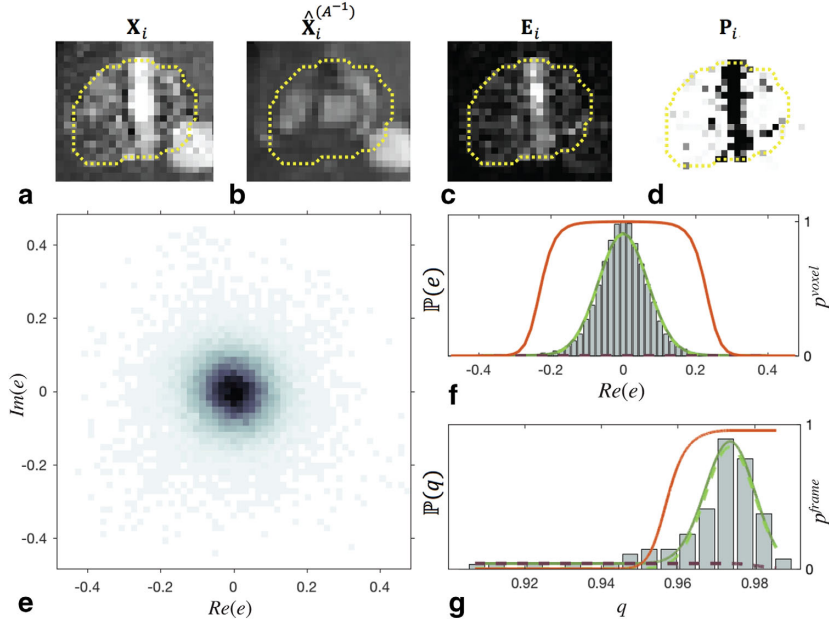 X_i X̂_i^(A^-1) E_i P_i
a b c d
0.4
0.2
0
-0.2
-0.4
Im(e)
-0.4 -0.2 0 0.2 0.4
Re(e)
e
ℙ(e)
1
0
p^voxel
-0.4 -0.2 0 0.2 0.4
Re(e)
f
ℙ(q)
1
0
p^frame
0.92 0.94 0.96 0.98
q
g